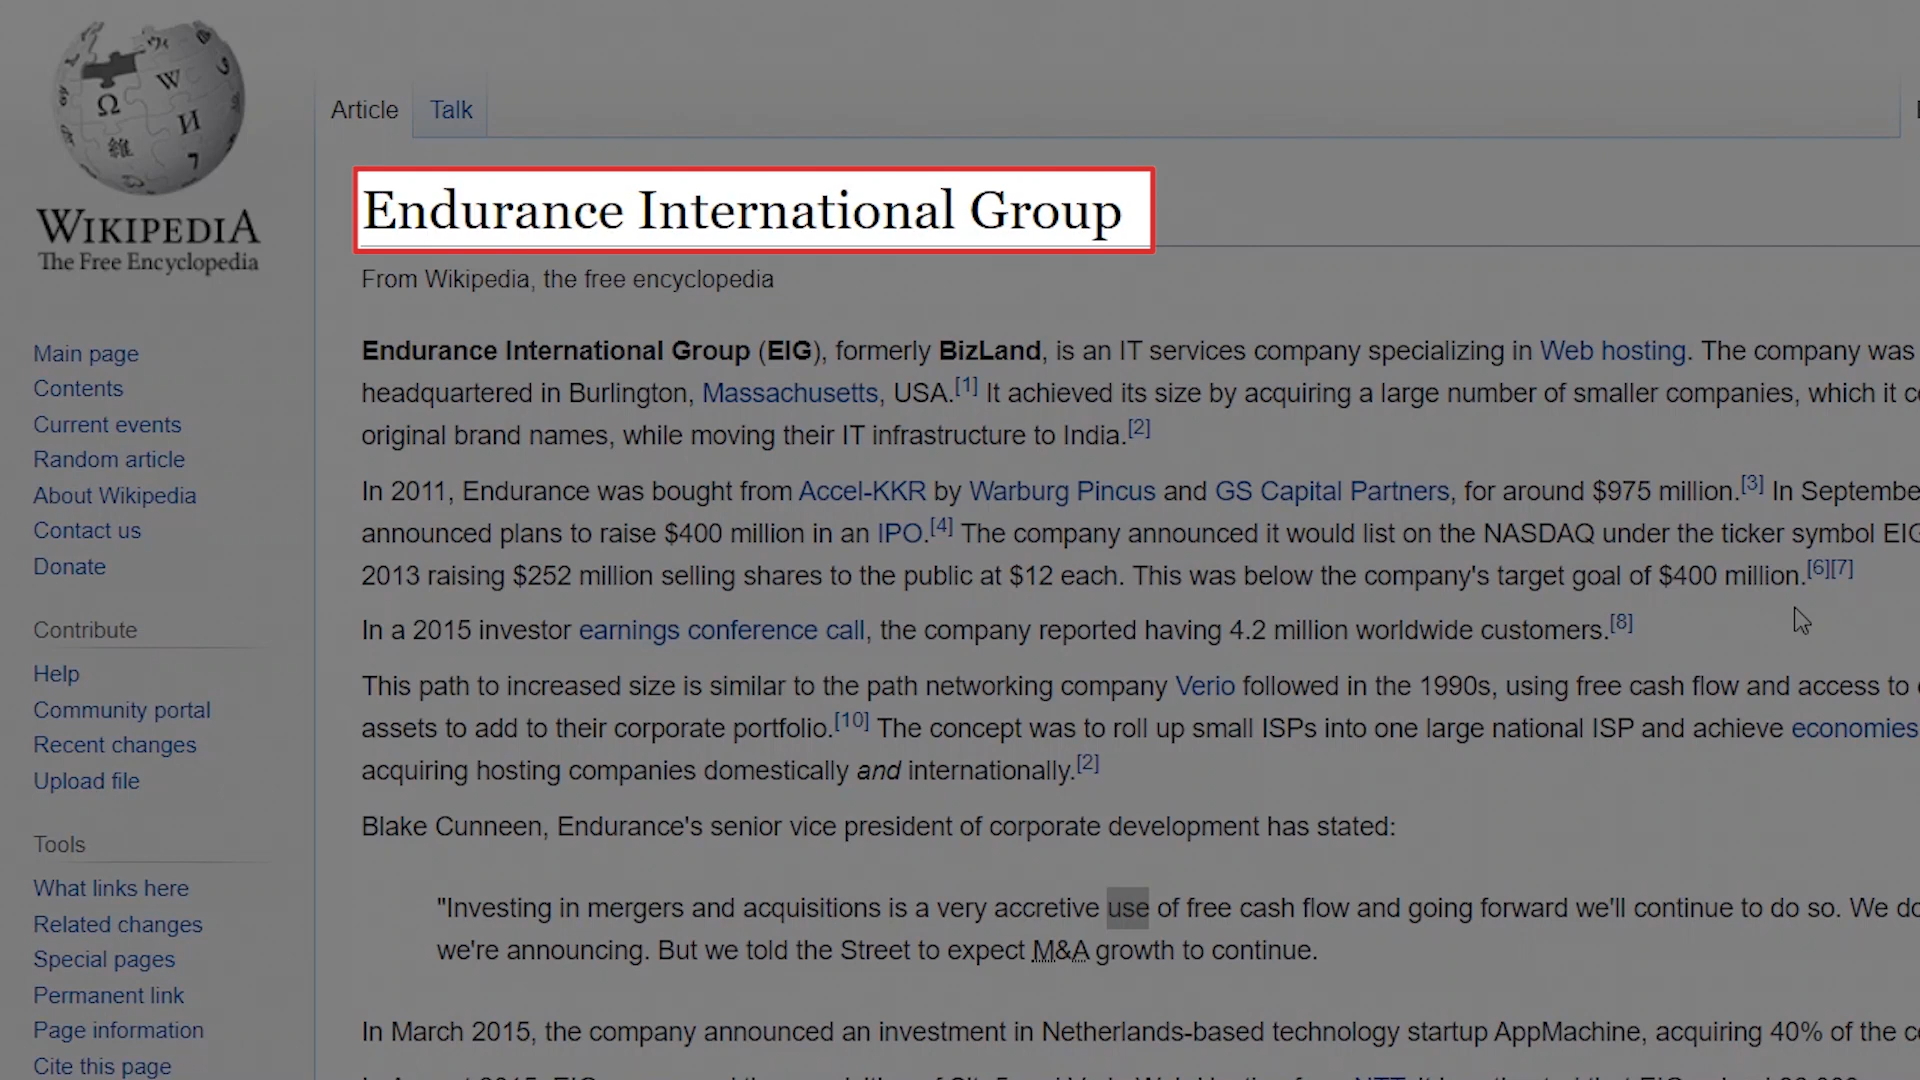 WIKIPEDIA
The Free Encyclopedia
Main page
Contents
Current events
Random article
About Wikipedia
Contact us
Donate
Contribute
Help
Community portal
Recent changes
Upload file
Tools
What links here
Related changes
Special pages
Permanent link
Page information
Cite this page
Article Talk
Endurance International Group
From Wikipedia, the free encyclopedia
Endurance International Group (EIG), formerly BizLand, is an IT services company specializing in Web hosting. The company was
headquartered in Burlington, Massachusetts, USA.[1] It achieved its size by acquiring a large number of smaller companies, which it
original brand names, while moving their IT infrastructure to India.[2]
In 2011, Endurance was bought from Accel-KKR by Warburg Pincus and GS Capital Partners, for around $975 million.[3] In Septembe
announced plans to raise $400 million in an IPO.[4] The company announced it would list on the NASDAQ under the ticker symbol EIG
2013 raising $252 million selling shares to the public at $12 each. This was below the company's target goal of $400 million.[6][7]
In a 2015 investor earnings conference call, the company reported having 4.2 million worldwide customers.[8]
This path to increased size is similar to the path networking company Verio followed in the 1990s, using free cash flow and access to
assets to add to their corporate portfolio.[10] The concept was to roll up small ISPs into one large national ISP and achieve economies
acquiring hosting companies domestically and internationally.[2]
Blake Cunneen, Endurance's senior vice president of corporate development has stated:
"Investing in mergers and acquisitions is a very accretive use of free cash flow and going forward we'll continue to do so. We do
we're announcing. But we told the Street to expect M&A growth to continue.
In March 2015, the company announced an investment in Netherlands-based technology startup AppMachine, acquiring 40% of the